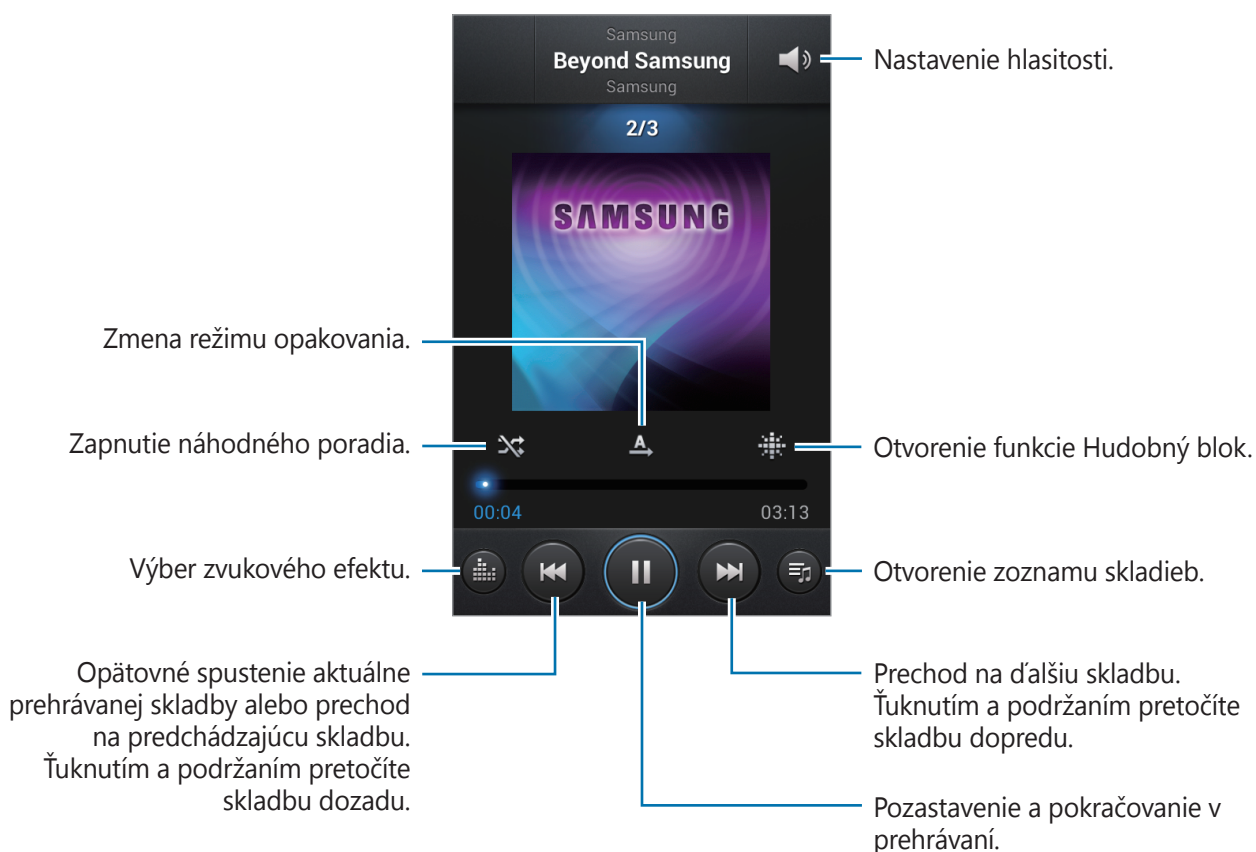 Samsung
Beyond Samsung
Samsung
Nastavenie hlasitosti.
2/3
SAMSUNG
Zmena režimu opakovania.
A
Zapnutie náhodného poradia.
Otvorenie funkcie Hudobný blok.
00:04
03:13
Výber zvukového efektu.
Otvorenie zoznamu skladieb.
Opätovné spustenie aktuálne
prehrávanej skladby alebo prechod
na predchádzajúcu skladbu.
Ťuknutím a podržaním pretočíte
skladbu dozadu.
Prechod na ďalšiu skladbu.
Ťuknutím a podržaním pretočíte
skladbu dopredu.
Pozastavenie a pokračovanie v
prehrávaní.